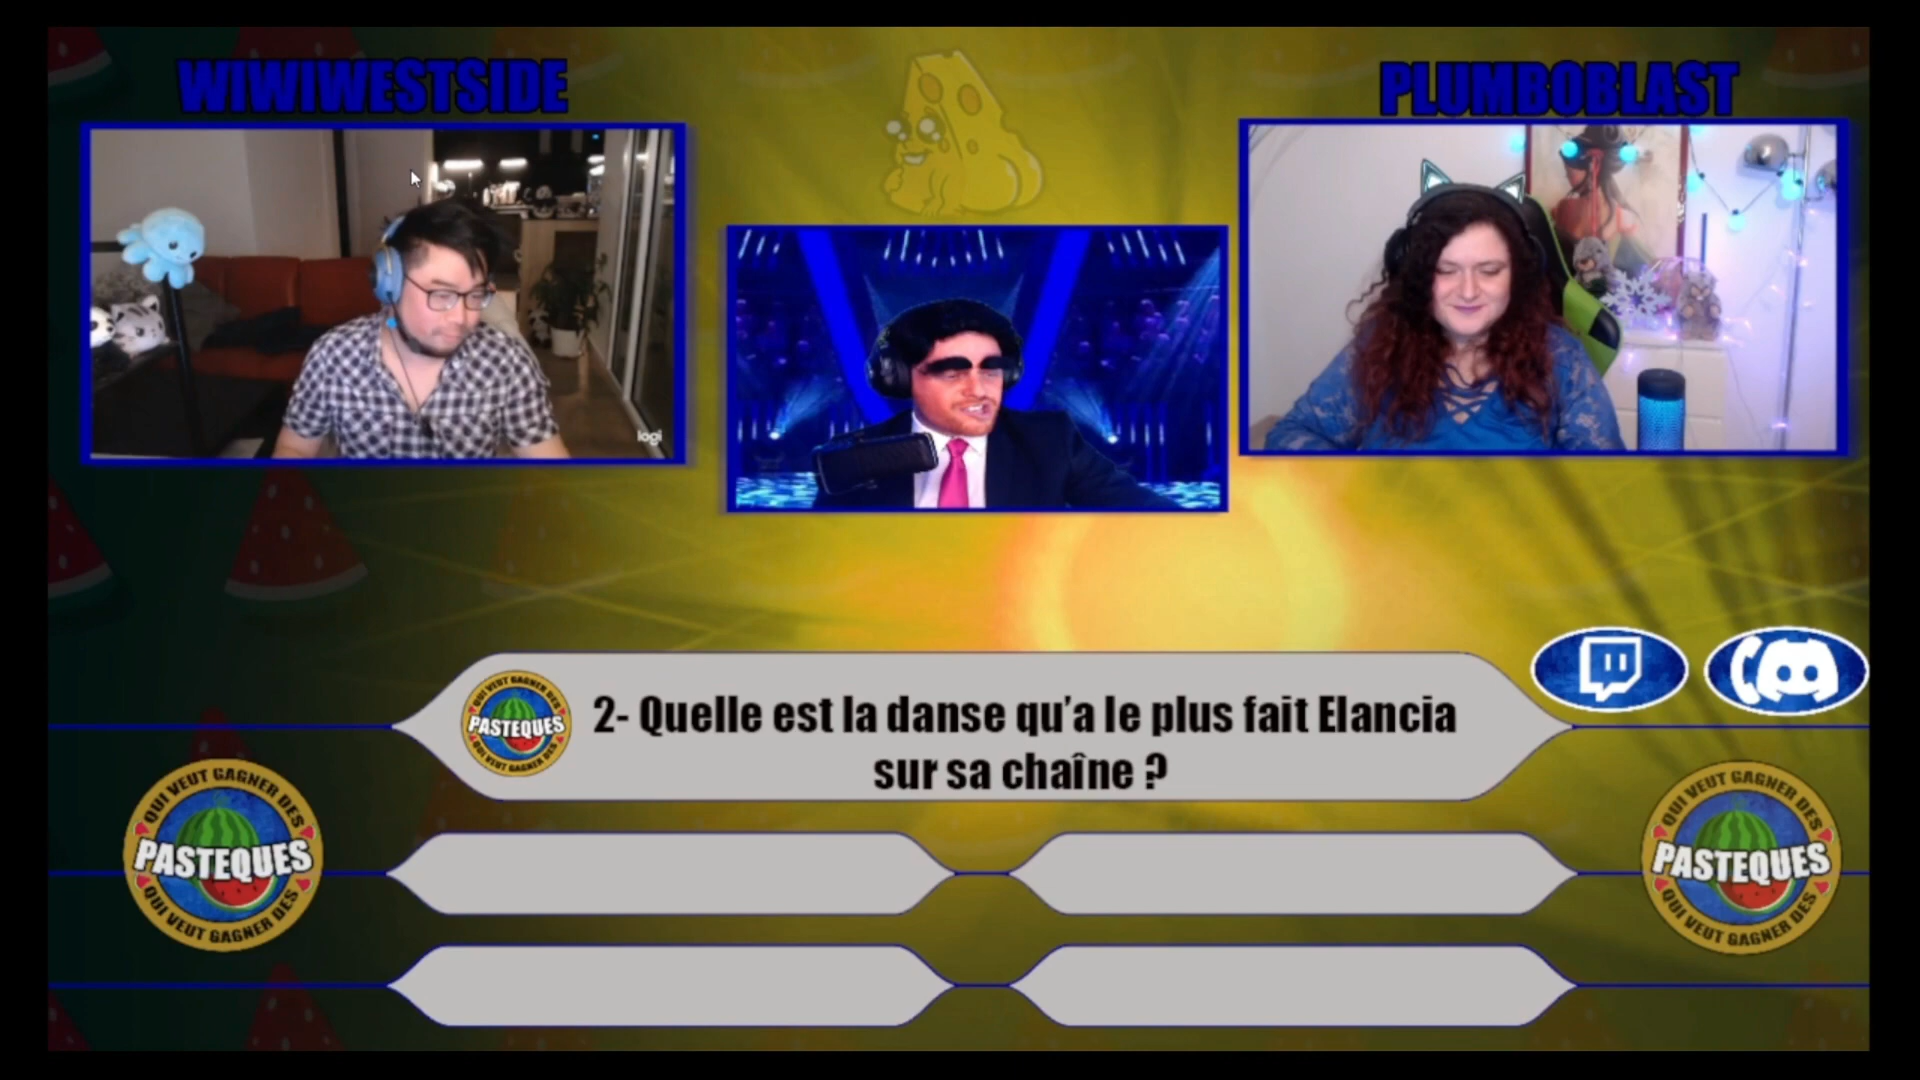 WIWIWESTSIDE
PLUMBOBLAST
logi
2- Quelle est la danse qu'a le plus fait Elancia
sur sa chaîne ?
QUI VEUT GAGNER DES
PASTEQUES
QUI VEUT GAGNER DES
QUI VEUT GAGNER DES
PASTEQUES
QUI VEUT GAGNER DES
QUI VEUT GAGNER DES
PASTEQUES
QUI VEUT GAGNER DES